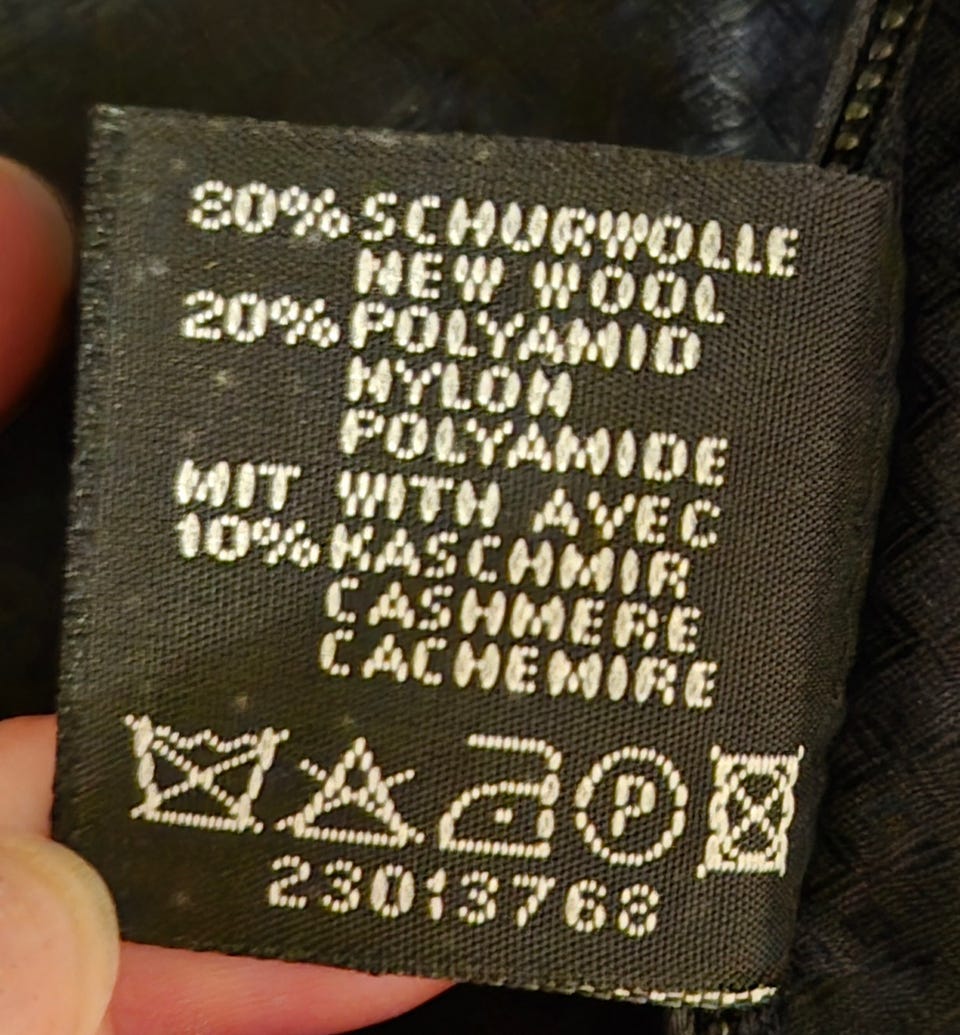 80%SCHURWOLLE
NEW WOOL
20%POLYAMID
NYLON
POLYAMIDE
MIT WITH AVEC
10%KASCHMIR
CASHMERE
CACHEMIRE
P
23013768